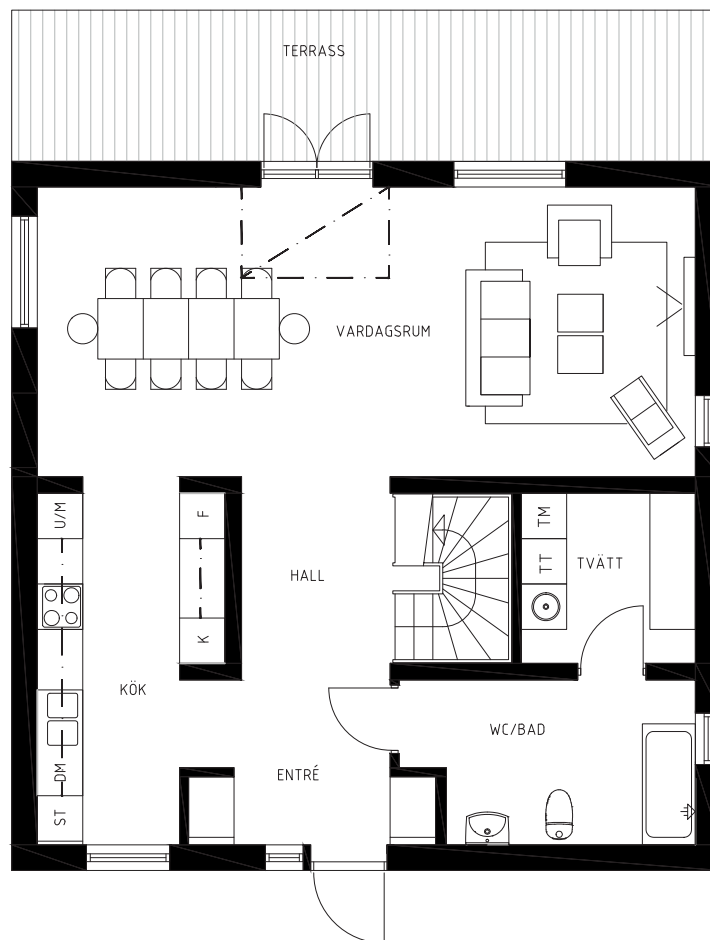 TERRASS
VARDAGSRUM
U/M
F
TM
HALL
TT
TVÄTT
K
KÖK
WC/BAD
DM
ENTRÉ
ST